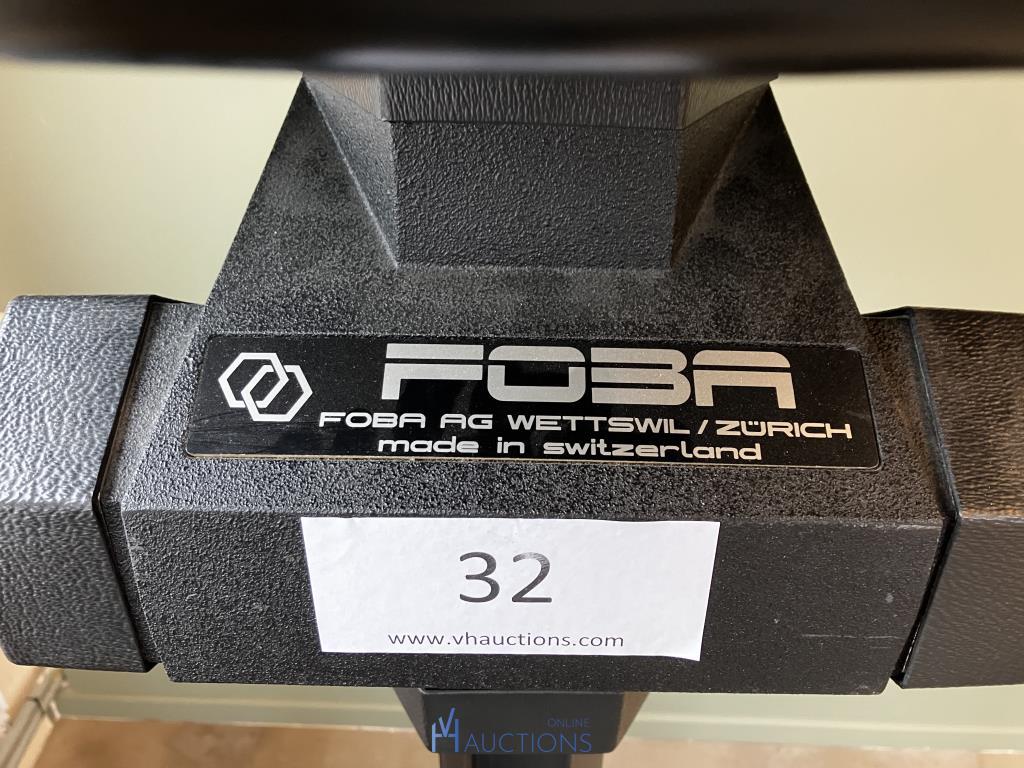 FOBA
FOBA AG WETTSWIL / ZÜRICH
made in switzerland
32
www.vhauctions.com
VH ONLINE
AUCTIONS